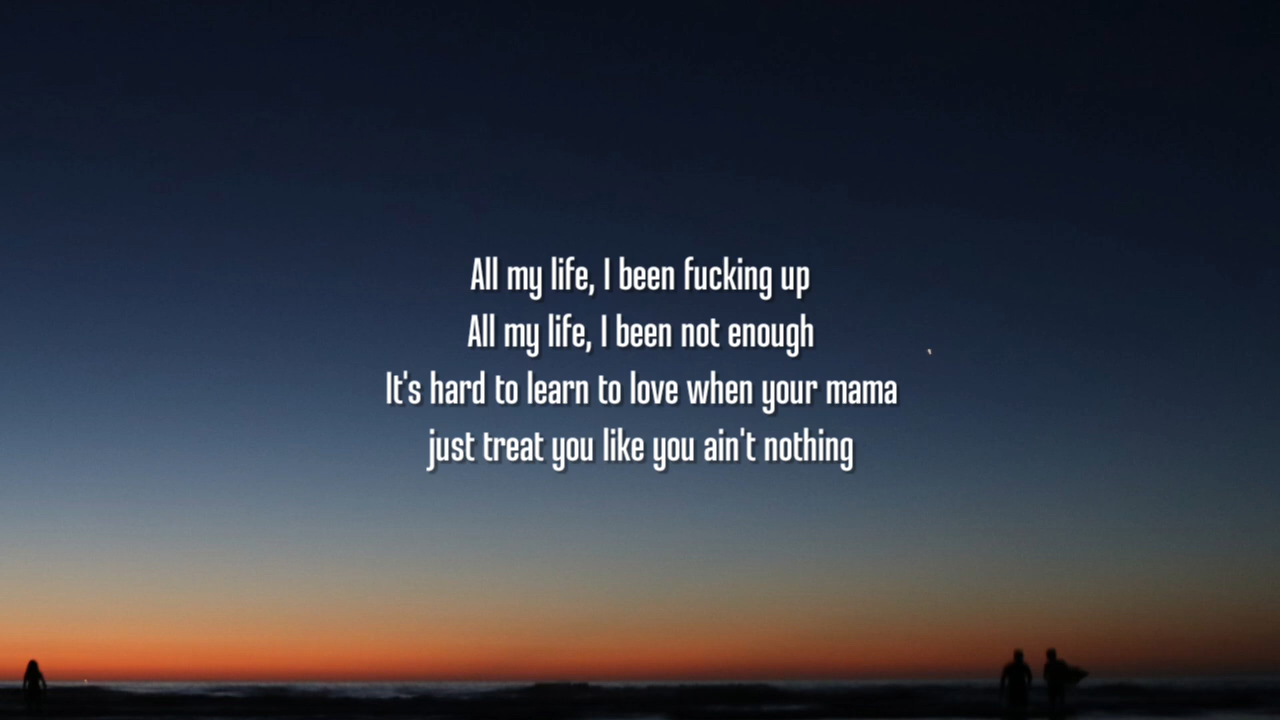 All my life, I been fucking up
All my life, I been not enough
It's hard to learn to love when your mama
just treat you like you ain't nothing